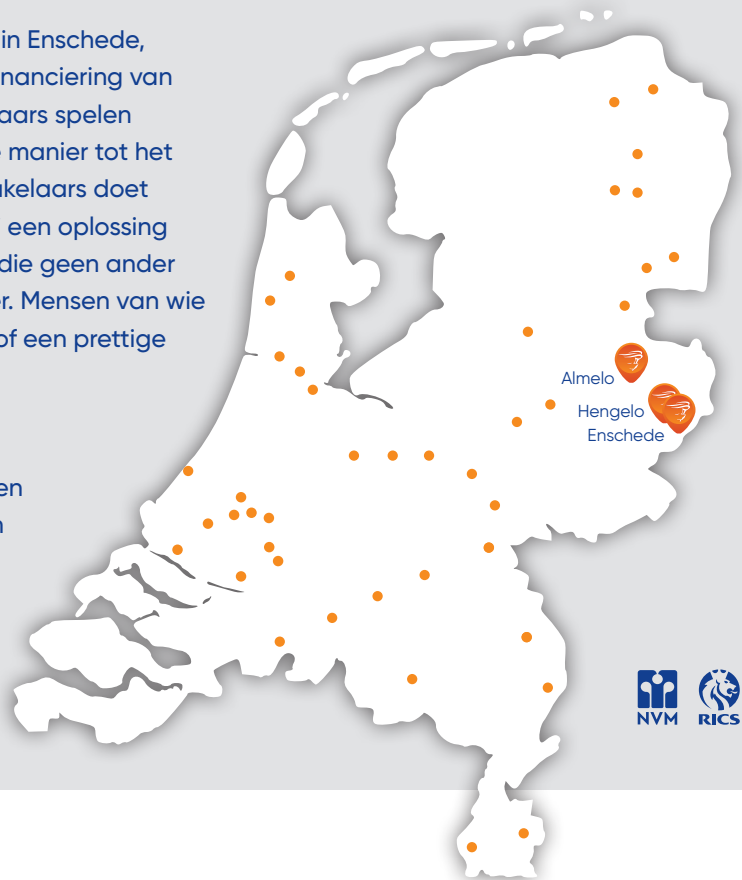 in Enschede,
nanciering van
aars spelen
manier tot het
kelaars doet
een oplossing
die geen ander
r. Mensen van wie
of een prettige
en
Almelo
Hengelo
Enschede
NVM
RICS